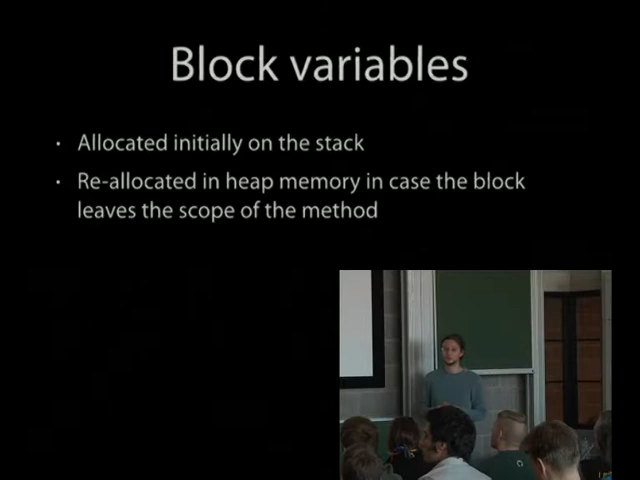 Block variables
• Allocated initially on the stack
• Re-allocated in heap memory in case the block
leaves the scope of the method